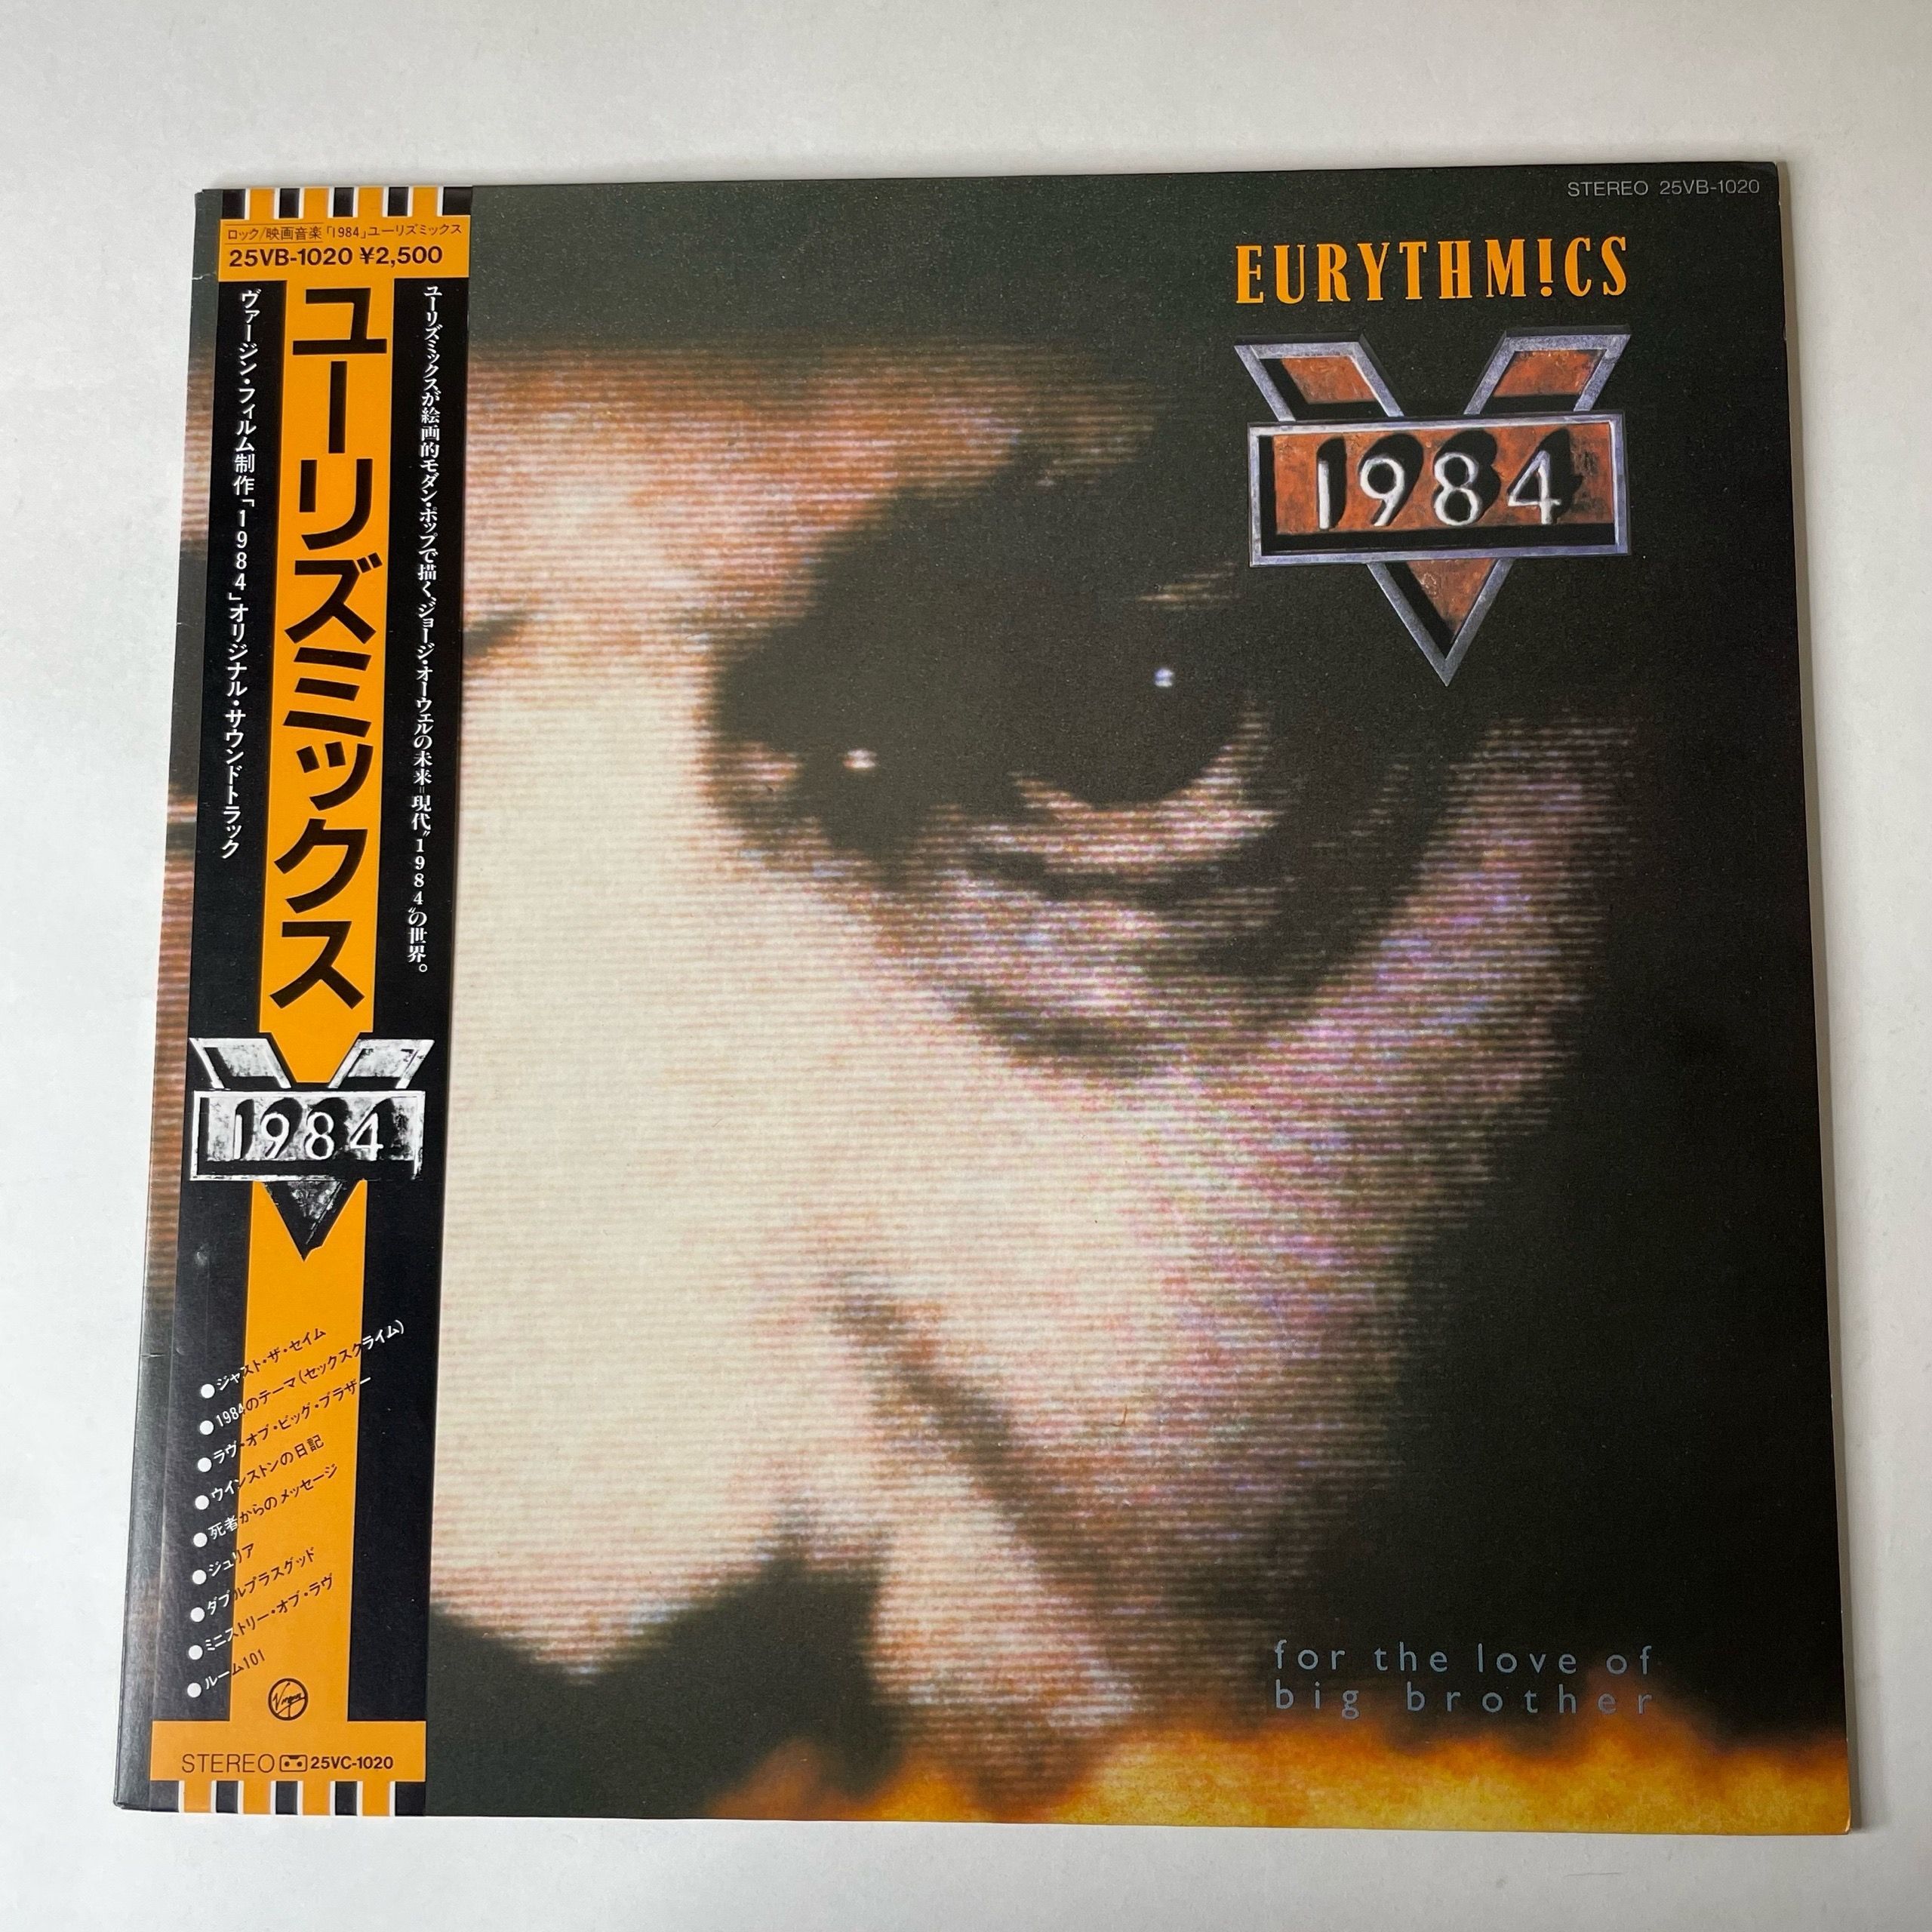 ロック/映画音楽「1984」ユーリズミックス
25VB-1020 ¥2,500
ユーリズミックスが絵画的モダン・ポップで描く、ジョージ・オーウェルの未来=現代“1984”の世界。
ユーリズミックス
ヴァージン・フィルム制作「1984」オリジナル・サウンドトラック
1984
●ジャスト・ザ・セイム
●1984のテーマ(セックスクライム)
●ラヴ・オブ・ビッグ・ブラザー
●ウインストンの日記
●死者からのメッセージ
●ジュリア
●ダブルプラスグッド
●ミニストリー・オブ・ラヴ
●ルーム101
Virgin
STEREO 25VC-1020
STEREO 25VB-1020
EURYTHM!CS
1984
for the love of
big brother